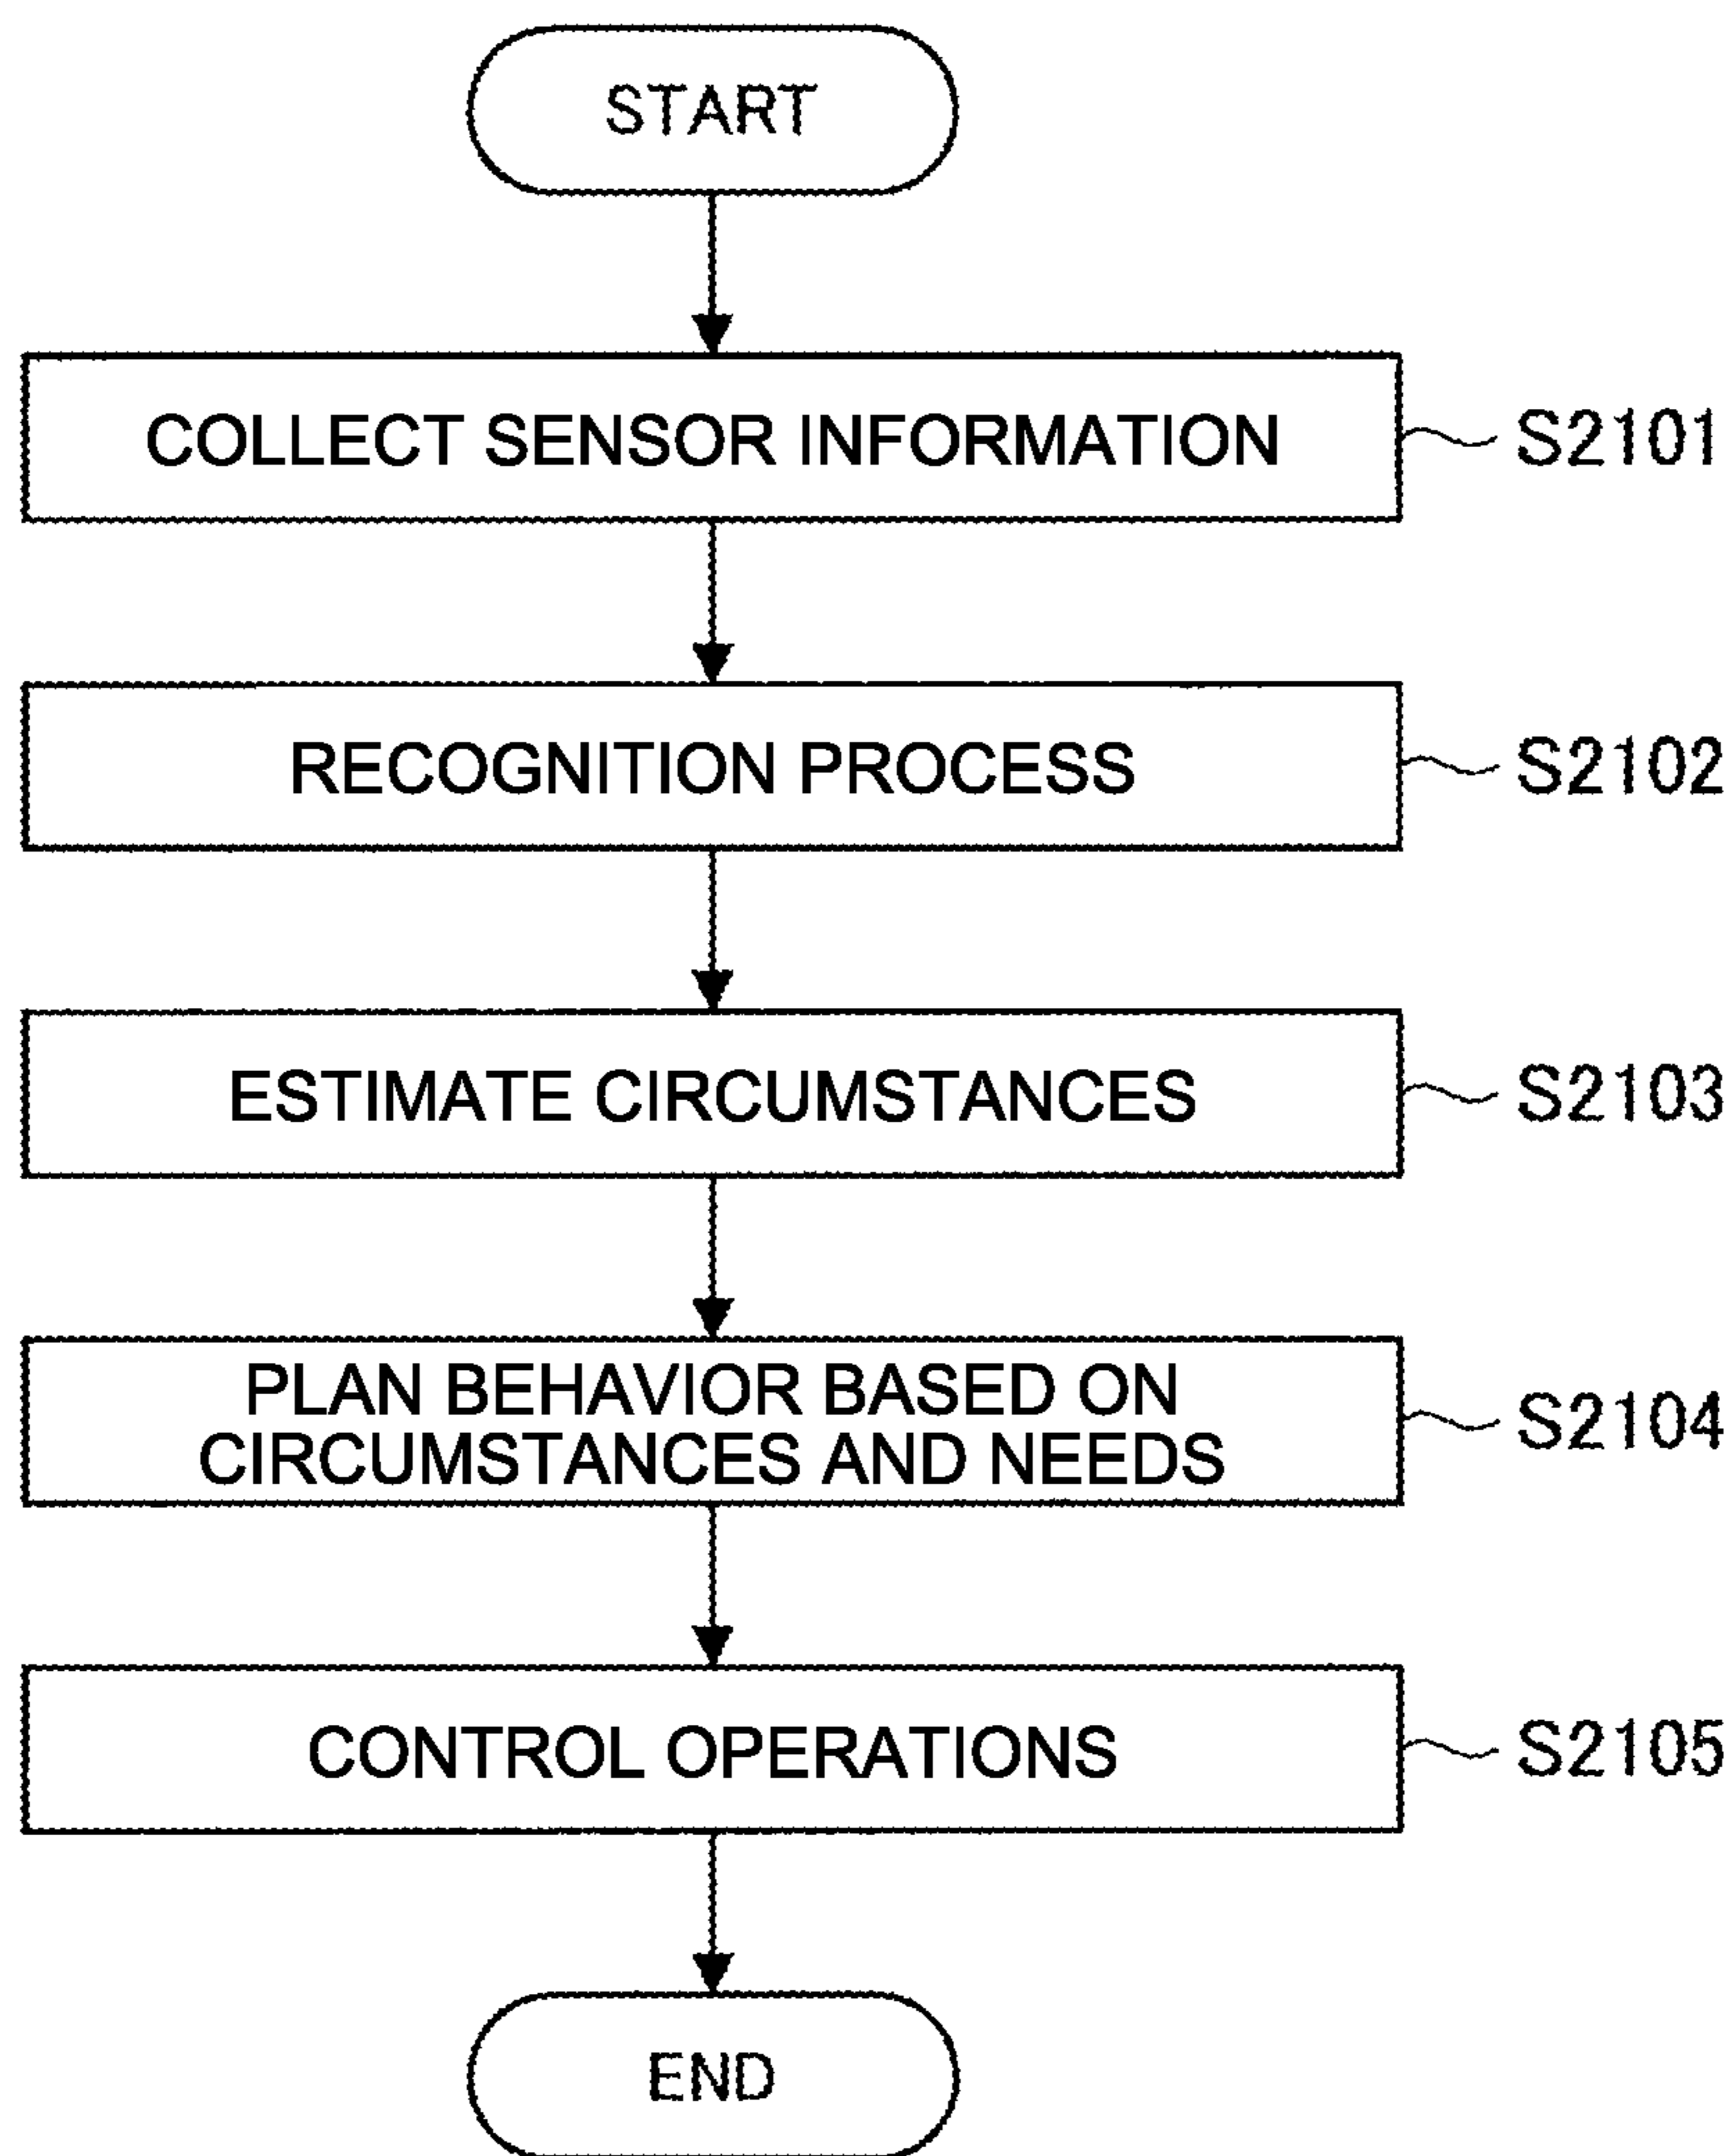 START
COLLECT SENSOR INFORMATION
S2101
RECOGNITION PROCESS
S2102
ESTIMATE CIRCUMSTANCES
S2103
PLAN BEHAVIOR BASED ON
CIRCUMSTANCES AND NEEDS
S2104
CONTROL OPERATIONS
S2105
END